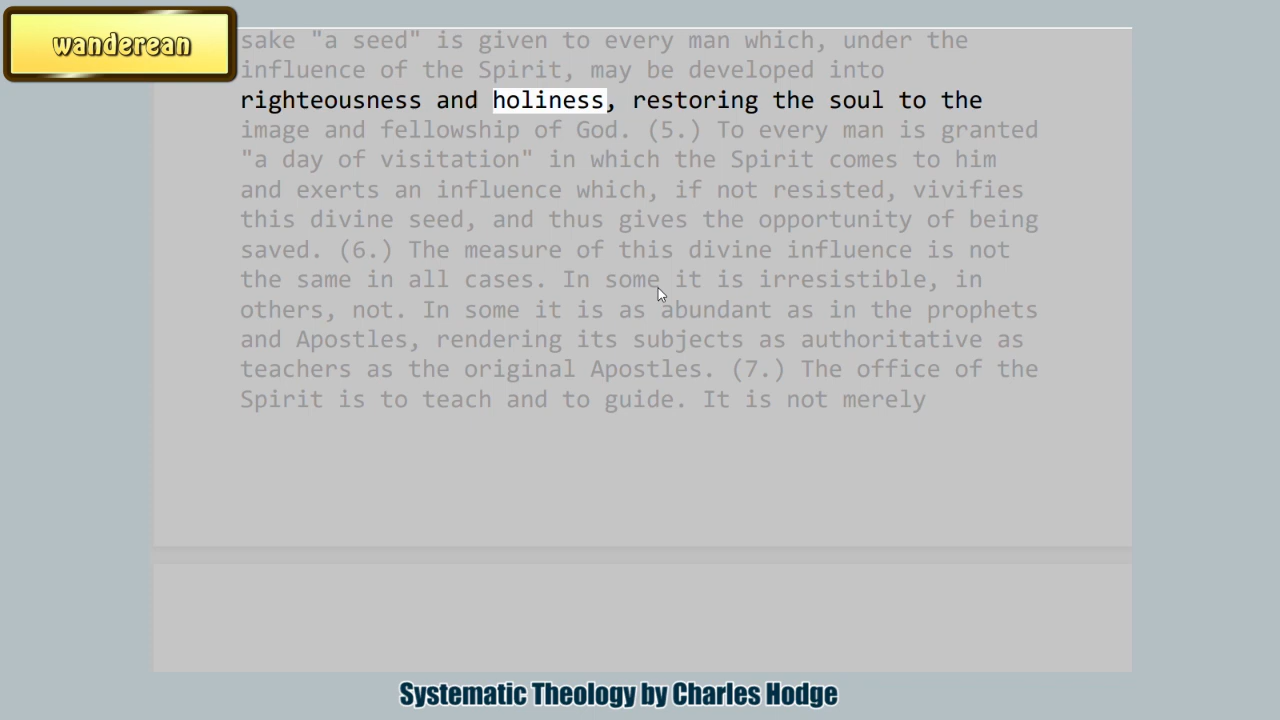 wanderean
sake "a seed" is given to every man which, under the
influence of the Spirit, may be developed into
righteousness and holiness, restoring the soul to the
image and fellowship of God. (5.) To every man is granted
"a day of visitation" in which the Spirit comes to him
and exerts an influence which, if not resisted, vivifies
this divine seed, and thus gives the opportunity of being
saved. (6.) The measure of this divine influence is not
the same in all cases. In some it is irresistible, in
others, not. In some it is as abundant as in the prophets
and Apostles, rendering its subjects as authoritative as
teachers as the original Apostles. (7.) The office of the
Spirit is to teach and to guide. It is not merely
Systematic Theology by Charles Hodge